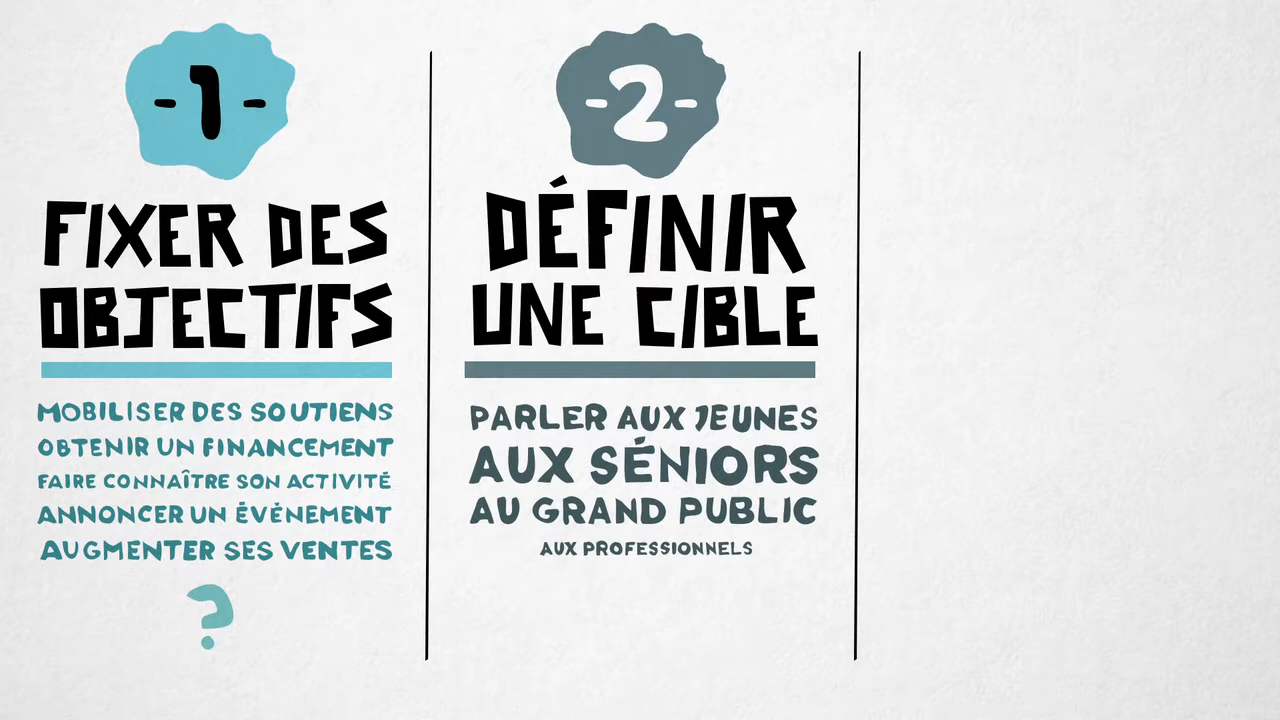 -1-
FIXER DES
OBJECTIFS
MOBILISER DES SOUTIENS
OBTENIR UN FINANCEMENT
FAIRE CONNAÎTRE SON ACTIVITÉ
ANNONCER UN ÉVÉNEMENT
AUGMENTER SES VENTES
?
-2-
DÉFINIR
UNE CIBLE
PARLER AUX JEUNES
AUX SÉNIORS
AU GRAND PUBLIC
AUX PROFESSIONNELS